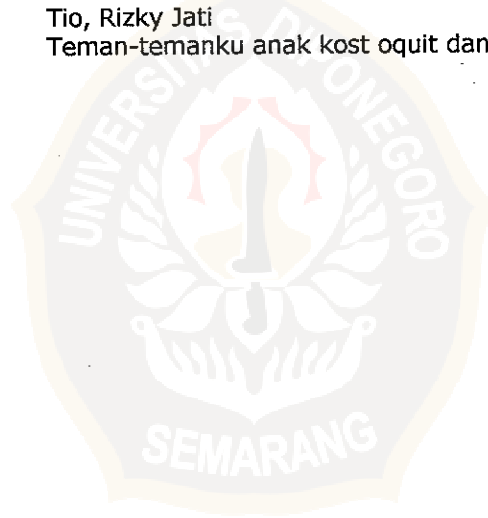 Tio, Rizky Jati
Teman-temanku anak kost oquit dan
UNIVERSITAS DIPONEGORO
SEMARANG